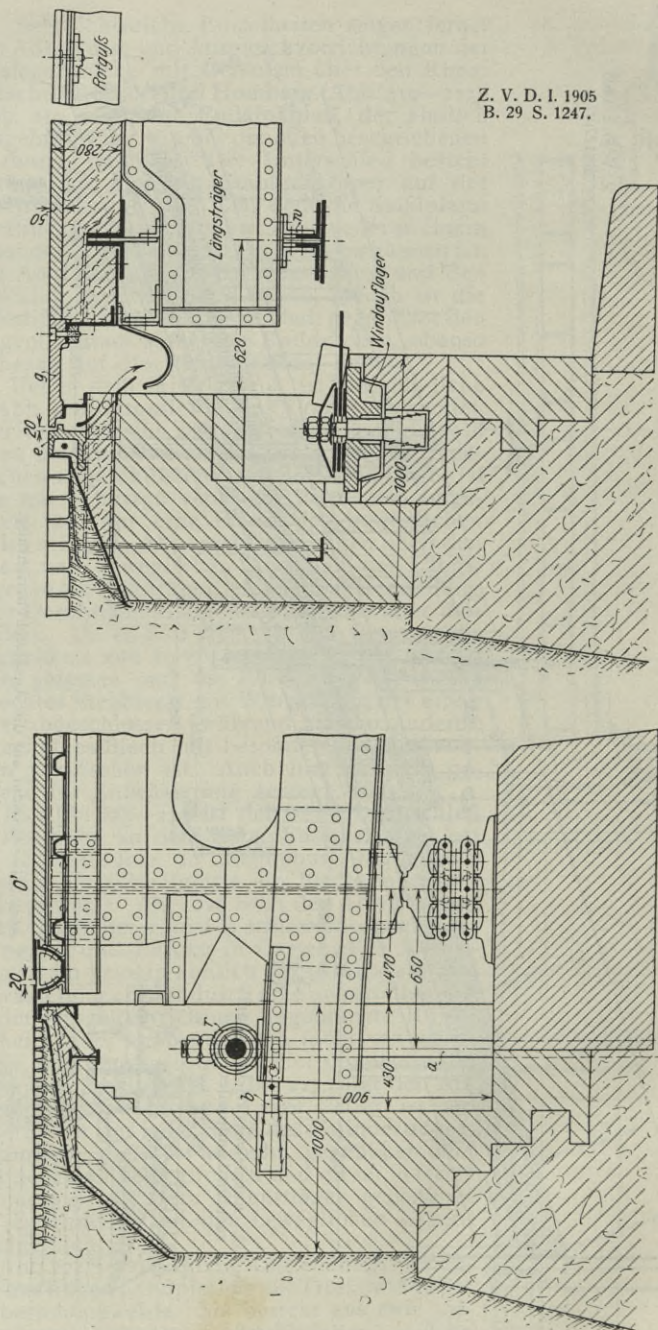 Z. V. D. I. 1905
B. 29 S. 1247.
Rotguß
280
50
Längsträger
w
620
Windauflager
g
20
e
1000
O'
20
r
470
650
430
a
b
900
1000